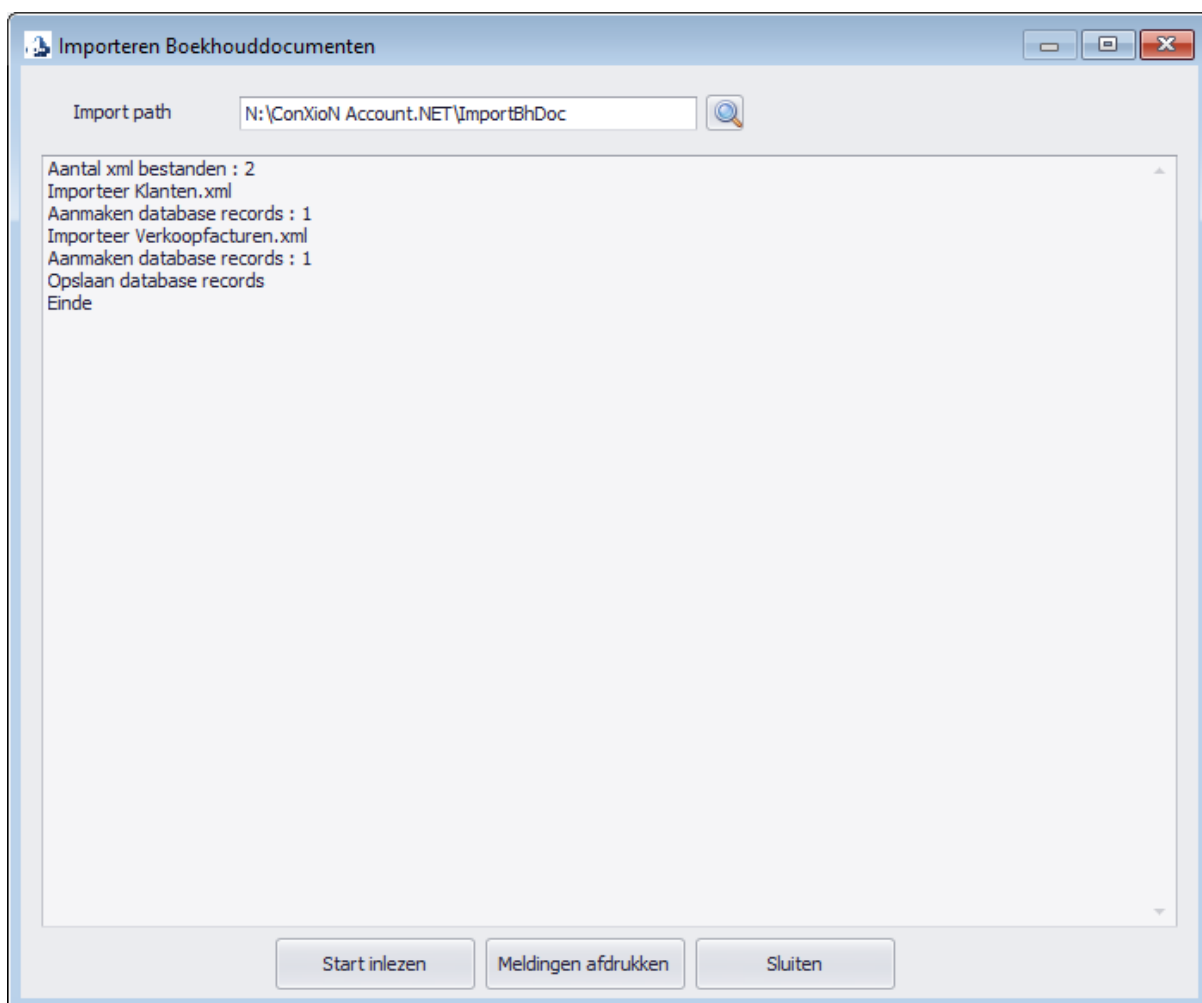 Importeren Boekhouddocumenten
Import path
N:\ConXioN Account.NET\ImportBhDoc
Aantal xml bestanden : 2
Importeer Klanten.xml
Aanmaken database records : 1
Importeer Verkoopfacturen.xml
Aanmaken database records : 1
Opslaan database records
Einde
Start inlezen
Meldingen afdrukken
Sluiten